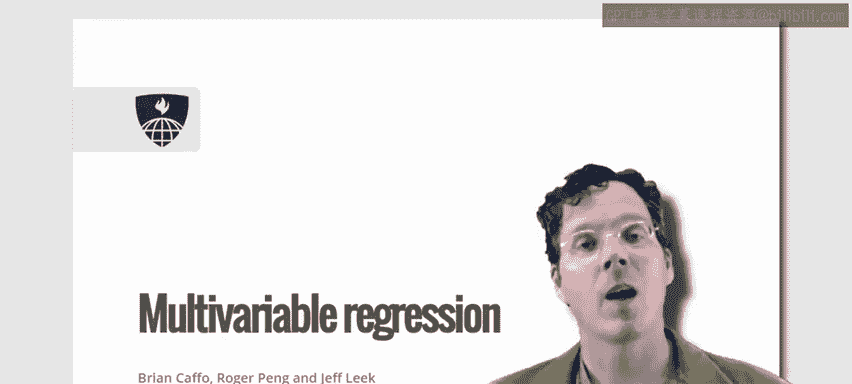 Multivariable regression
Brian Caffo, Roger Peng and Jeff Leek